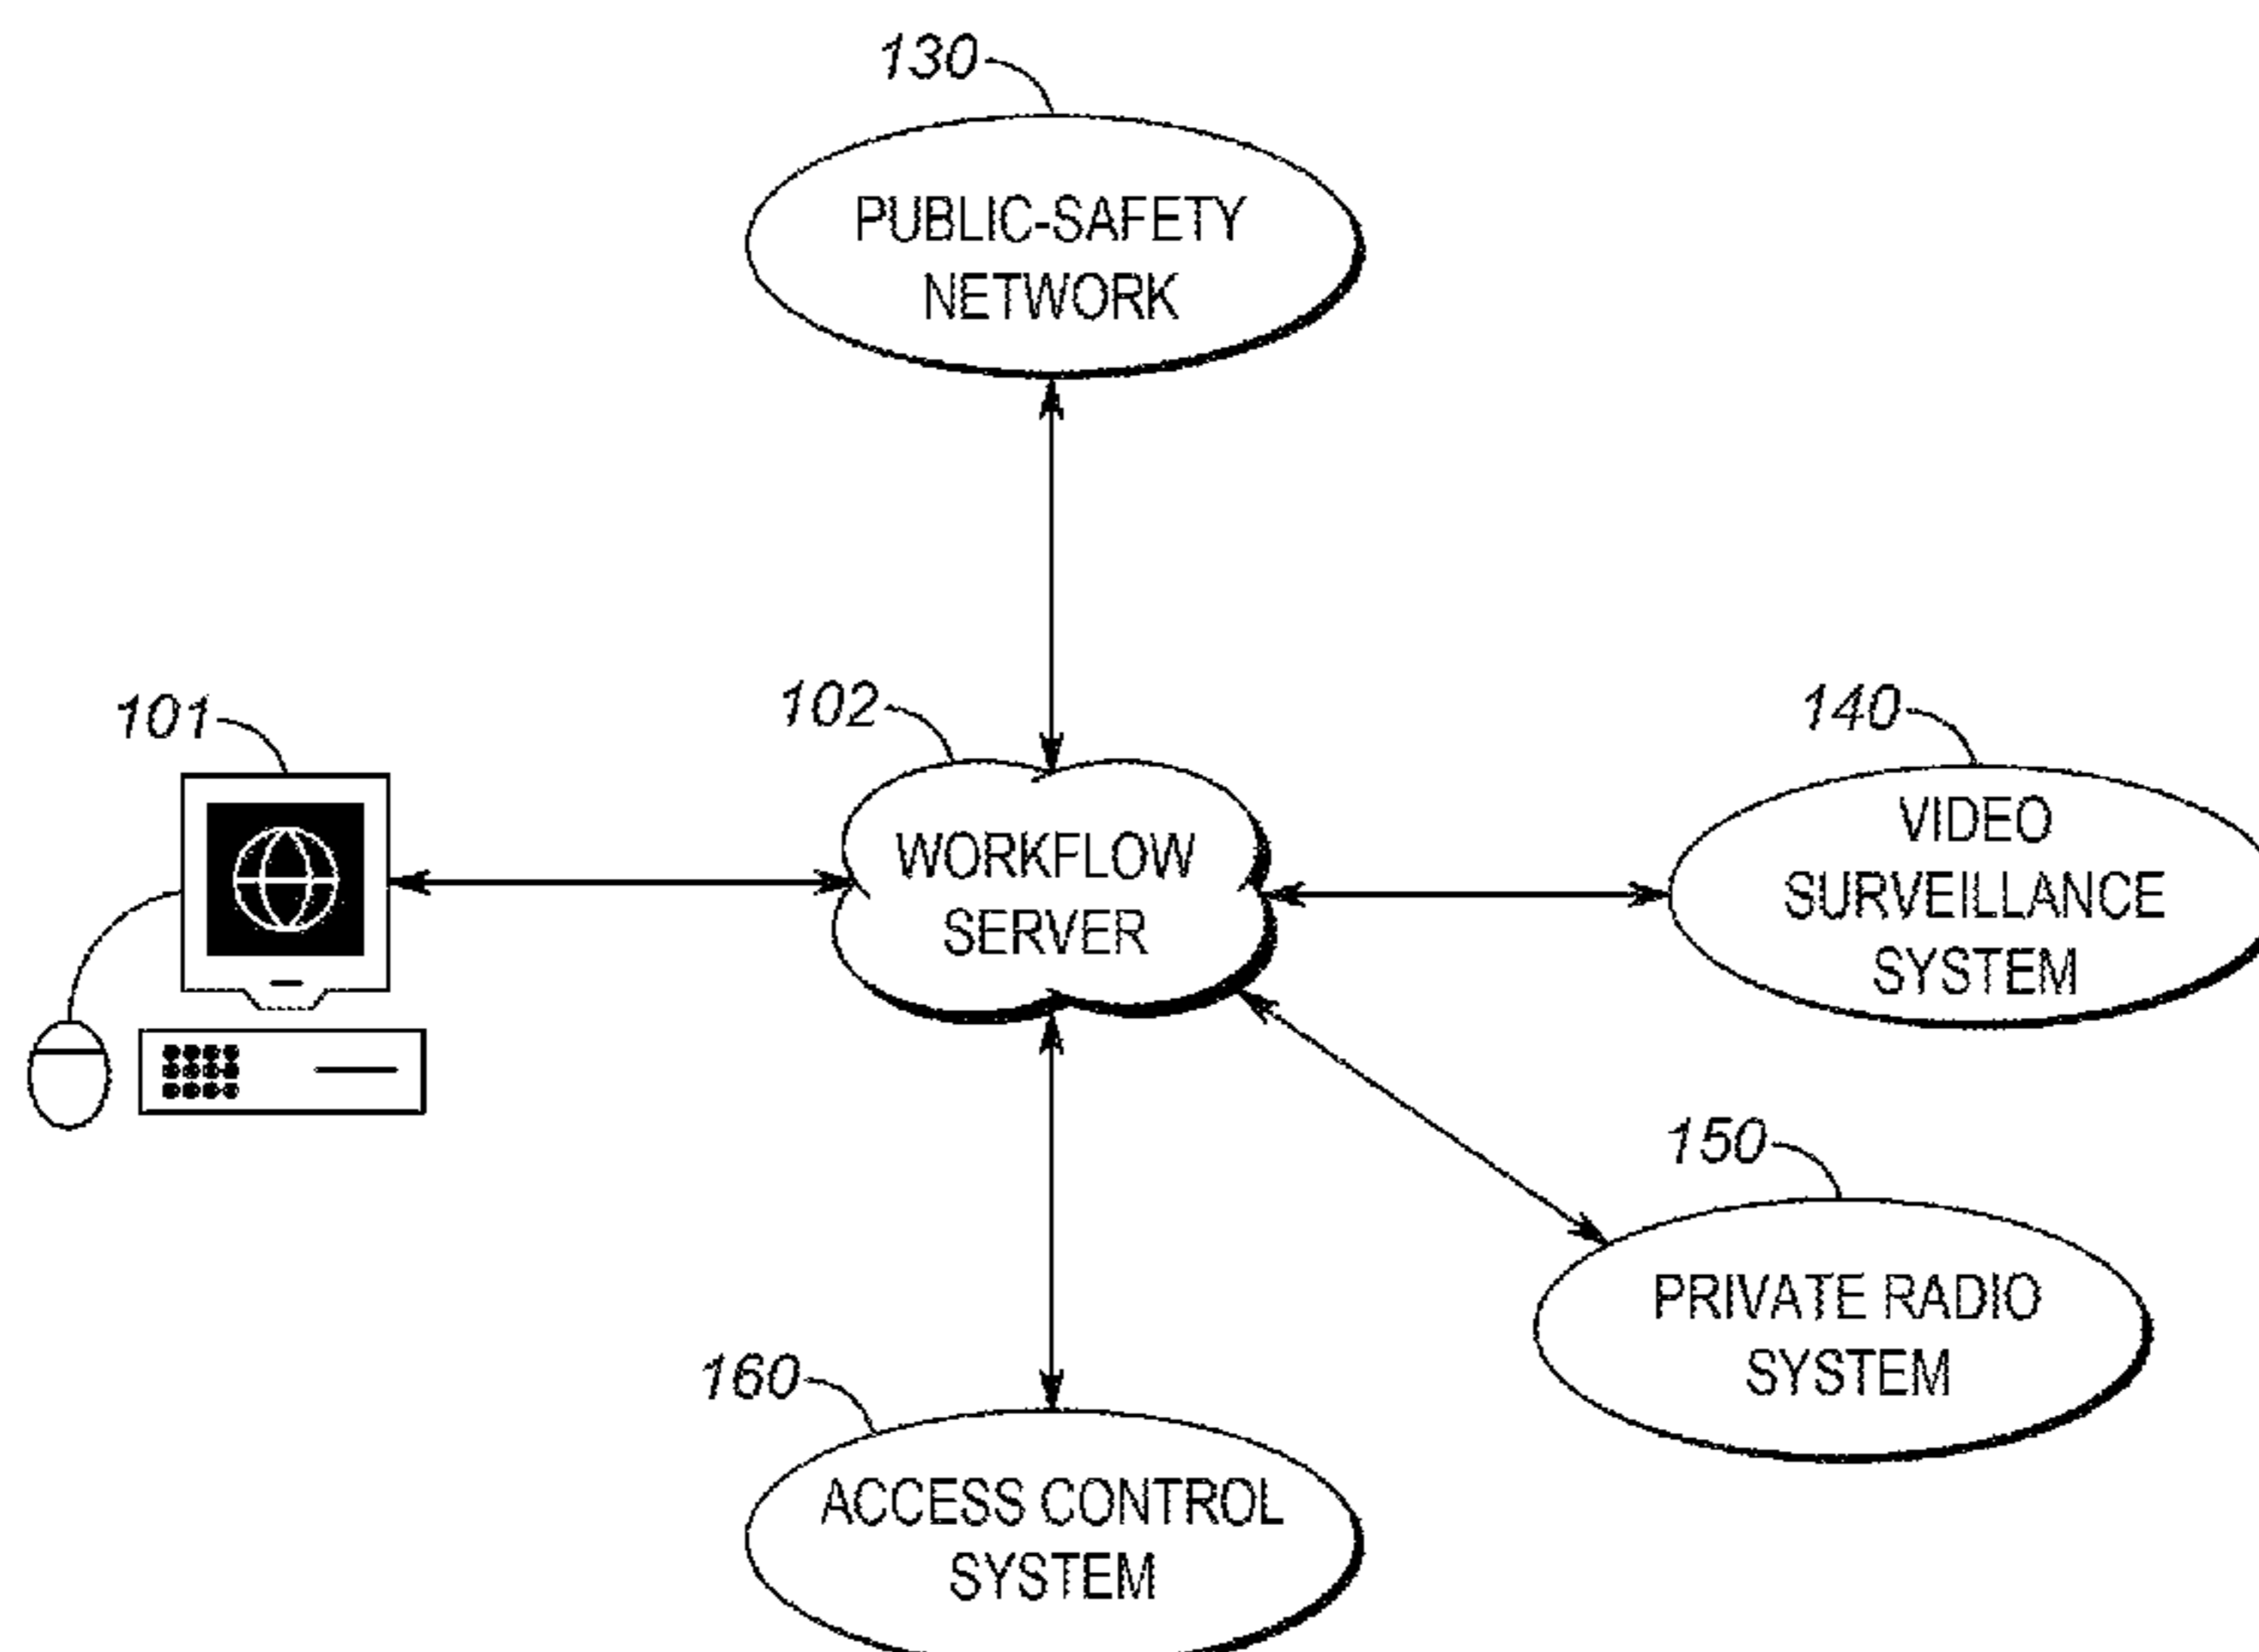 130
PUBLIC-SAFETY
NETWORK
101
102
WORKFLOW
SERVER
140
VIDEO
SURVEILLANCE
SYSTEM
150
PRIVATE RADIO
SYSTEM
160
ACCESS CONTROL
SYSTEM